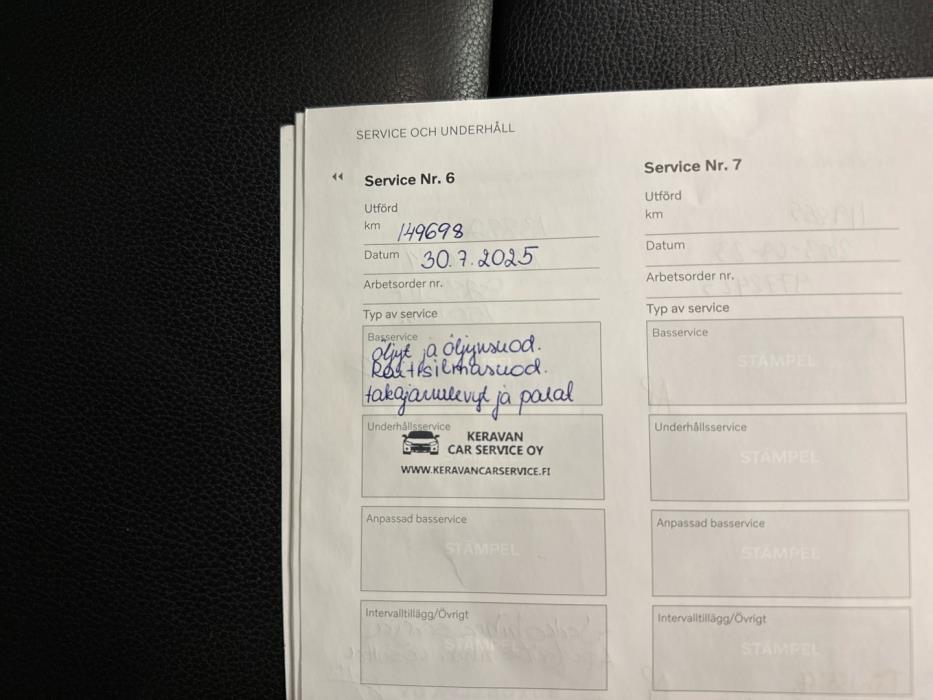 SERVICE OCH UNDERHÅLL
Service Nr. 6
Utförd
km 149698
Datum 30.7.2025
Arbetsorder nr.
Typ av service
Basservice
öljyt ja öljynsuod.
Raitisilmasuod.
takajarrulevyt ja palat
Underhållsservice
KERAVAN
CAR SERVICE OY
WWW.KERAVANCARSERVICE.FI
Anpassad basservice
STÄMPEL
Intervalltillägg/Övrigt
STÄMPEL
Service Nr. 7
Utförd
km
Datum
Arbetsorder nr.
Typ av service
Basservice
STÄMPEL
Underhållsservice
STÄMPEL
Anpassad basservice
STÄMPEL
Intervalltillägg/Övrigt
STÄMPEL